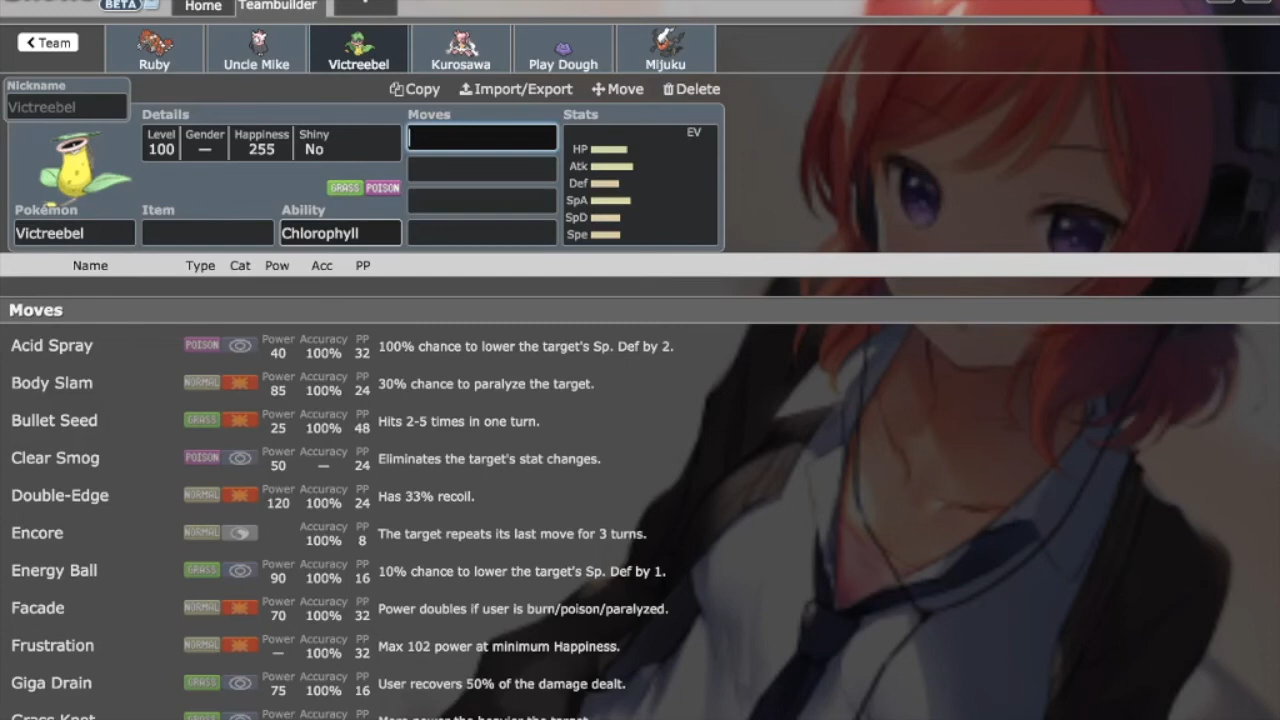 BETA Home Teambuilder
Team
Ruby Uncle Mike Victreebel Kurosawa Play Dough Mijuku
Nickname
Victreebel
Copy Import/Export Move Delete
Details Moves Stats
Level Gender Happiness Shiny
100 — 255 No
EV
HP
Atk
Def
SpA
SpD
Spe
GRASS POISON
Pokémon Item Ability
Victreebel Chlorophyll
Name Type Cat Pow Acc PP
Moves
Acid Spray POISON Power 40 Accuracy 100% PP 32 100% chance to lower the target's Sp. Def by 2.
Body Slam NORMAL Power 85 Accuracy 100% PP 24 30% chance to paralyze the target.
Bullet Seed GRASS Power 25 Accuracy 100% PP 48 Hits 2-5 times in one turn.
Clear Smog POISON Power 50 Accuracy — PP 24 Eliminates the target's stat changes.
Double-Edge NORMAL Power 120 Accuracy 100% PP 24 Has 33% recoil.
Encore NORMAL Accuracy 100% PP 8 The target repeats its last move for 3 turns.
Energy Ball GRASS Power 90 Accuracy 100% PP 16 10% chance to lower the target's Sp. Def by 1.
Facade NORMAL Power 70 Accuracy 100% PP 32 Power doubles if user is burn/poison/paralyzed.
Frustration NORMAL Power — Accuracy 100% PP 32 Max 102 power at minimum Happiness.
Giga Drain GRASS Power 75 Accuracy 100% PP 16 User recovers 50% of the damage dealt.
Grass Knot GRASS Power Accuracy PP More power the heavier the target